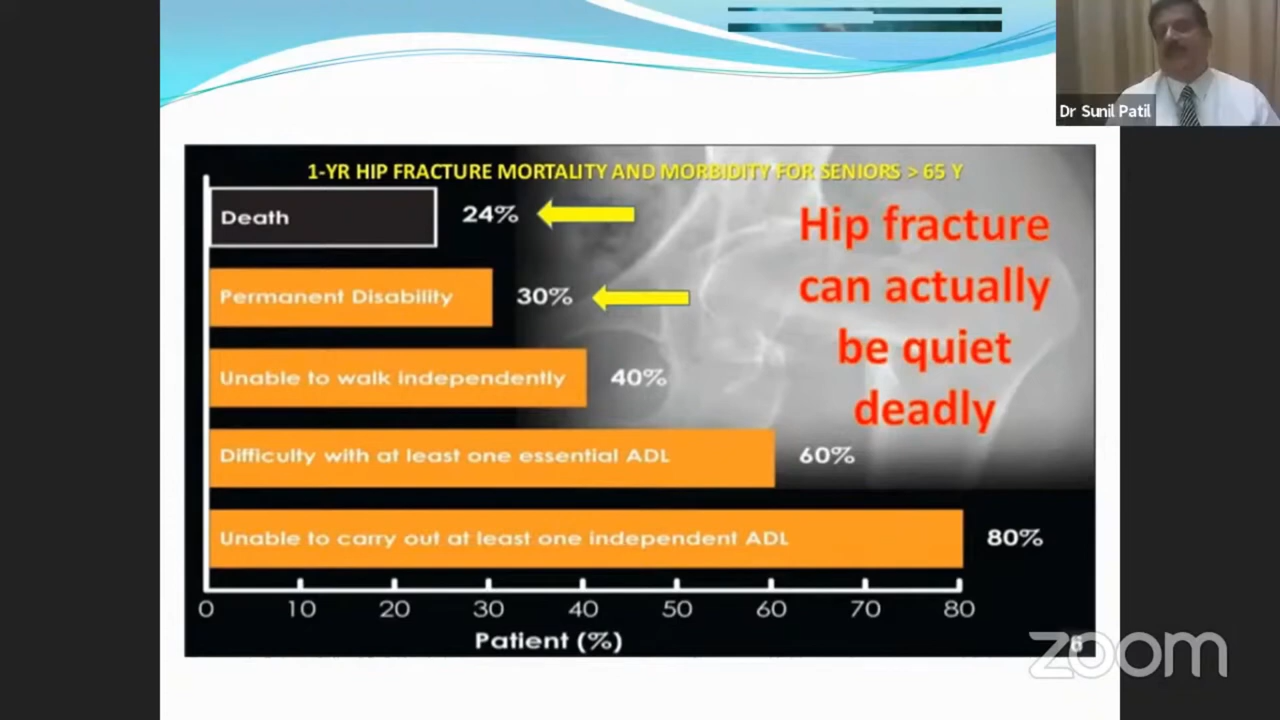 Dr Sunil Patil
1-YR HIP FRACTURE MORTALITY AND MORBIDITY FOR SENIORS > 65 Y
Death 24%
Permanent Disability 30%
Unable to walk independently 40%
Difficulty with at least one essential ADL 60%
Unable to carry out at least one independent ADL 80%
Hip fracture
can actually
be quiet
deadly
0 10 20 30 40 50 60 70 80
Patient (%)
6
zoom